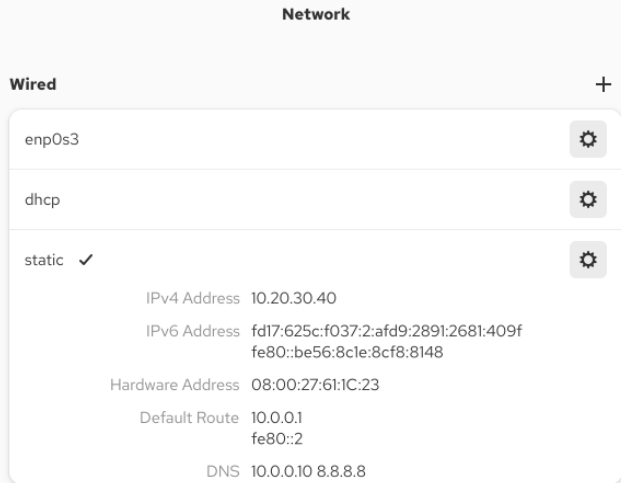 Network
Wired
enp0s3
dhcp
static
IPv4 Address 10.20.30.40
IPv6 Address fd17:625c:f037:2:afd9:2891:2681:409f
fe80::be56:8c1e:8cf8:8148
Hardware Address 08:00:27:61:1C:23
Default Route 10.0.0.1
fe80::2
DNS 10.0.0.10 8.8.8.8